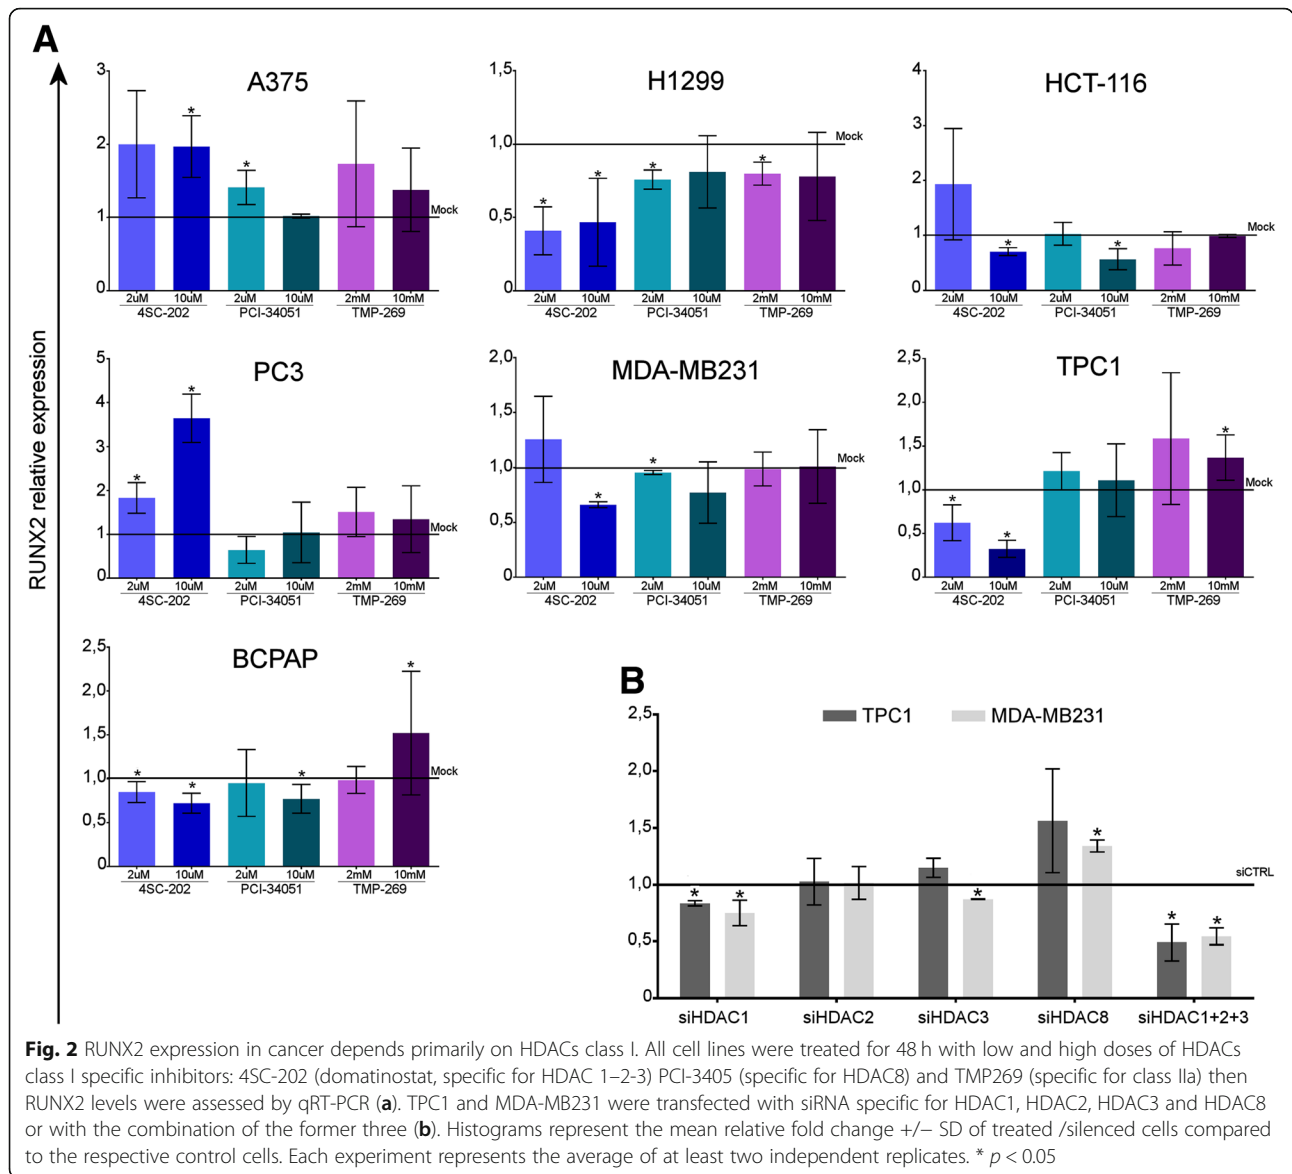 A
RUNX2 relative expression
A375
3
2
1
0
Mock
2uM 10uM 2uM 10uM 2mM 10mM
4SC-202 PCI-34051 TMP-269
H1299
1,5
1,0
0,5
0
Mock
2uM 10uM 2uM 10uM 2mM 10mM
4SC-202 PCI-34051 TMP-269
HCT-116
4
3
2
1
0
Mock
2uM 10uM 2uM 10uM 2mM 10mM
4SC-202 PCI-34051 TMP-269
PC3
5
4
3
2
1
0
Mock
2uM 10uM 2uM 10uM 2mM 10mM
4SC-202 PCI-34051 TMP-269
MDA-MB231
2,0
1,5
1,0
0,5
0
Mock
2uM 10uM 2uM 10uM 2mM 10mM
4SC-202 PCI-34051 TMP-269
TPC1
2,5
2,0
1,5
1,0
0,5
0
Mock
2uM 10uM 2uM 10uM 2mM 10mM
4SC-202 PCI-34051 TMP-269
BCPAP
2,5
2,0
1,5
1,0
0,5
0
Mock
2uM 10uM 2uM 10uM 2mM 10mM
4SC-202 PCI-34051 TMP-269
B
TPC1 MDA-MB231
2,5
2,0
1,5
1,0
0,5
0
siCTRL
siHDAC1 siHDAC2 siHDAC3 siHDAC8 siHDAC1+2+3
Fig. 2 RUNX2 expression in cancer depends primarily on HDACs class I. All cell lines were treated for 48 h with low and high doses of HDACs
class I specific inhibitors: 4SC-202 (domatinostat, specific for HDAC 1–2-3) PCI-3405 (specific for HDAC8) and TMP269 (specific for class IIa) then
RUNX2 levels were assessed by qRT-PCR (a). TPC1 and MDA-MB231 were transfected with siRNA specific for HDAC1, HDAC2, HDAC3 and HDAC8
or with the combination of the former three (b). Histograms represent the mean relative fold change +/− SD of treated /silenced cells compared
to the respective control cells. Each experiment represents the average of at least two independent replicates. * p < 0.05